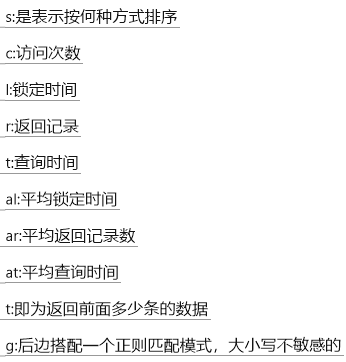 s:是表示按何种方式排序
c:访问次数
l:锁定时间
r:返回记录
t:查询时间
al:平均锁定时间
ar:平均返回记录数
at:平均查询时间
t:即为返回前面多少条的数据
g:后边搭配一个正则匹配模式，大小写不敏感的